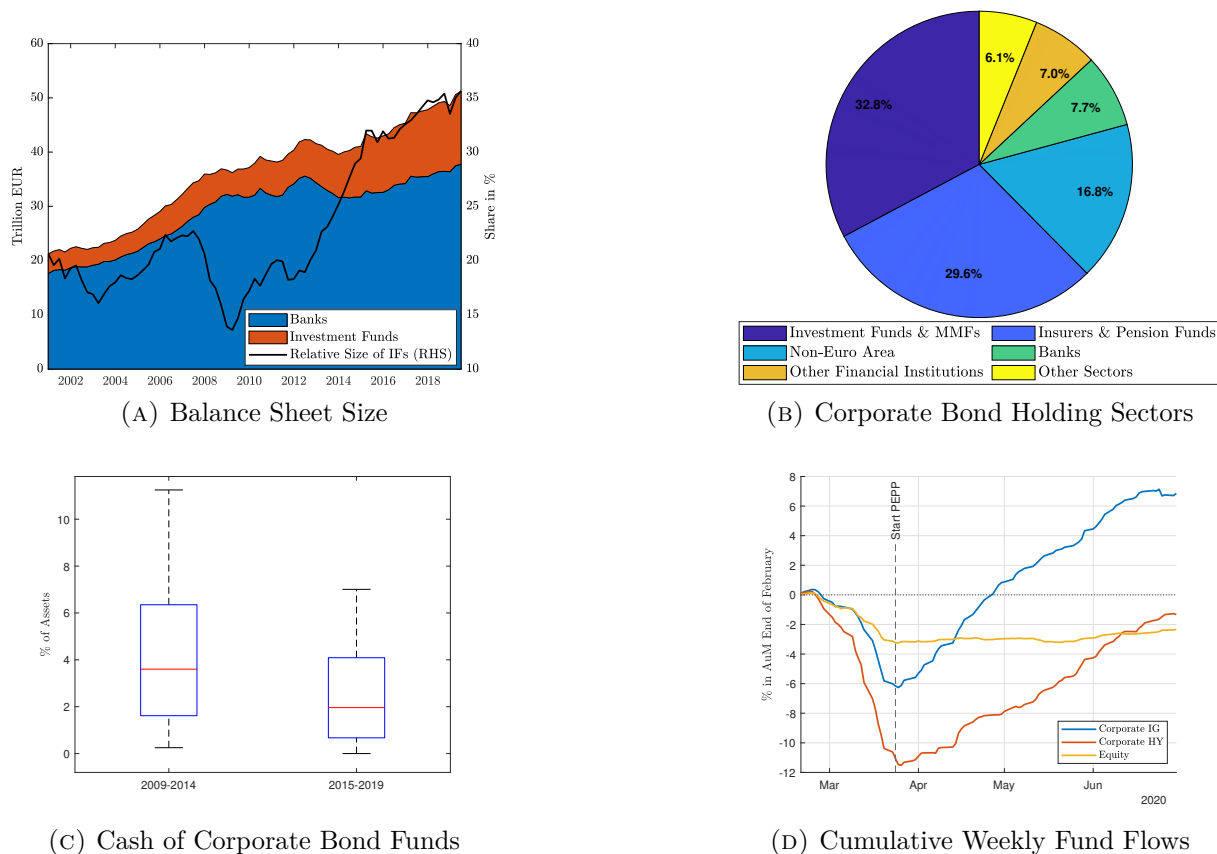 60
50
40
30
20
10
0
Trillion EUR
40
35
30
25
20
15
10
Share in %
2002 2004 2006 2008 2010 2012 2014 2016 2018
Banks
Investment Funds
Relative Size of IFs (RHS)
(A) Balance Sheet Size
6.1%
7.0%
7.7%
16.8%
29.6%
32.8%
Investment Funds & MMFs
Insurers & Pension Funds
Non-Euro Area
Banks
Other Financial Institutions
Other Sectors
(B) Corporate Bond Holding Sectors
10
8
6
4
2
0
% of Assets
2009-2014 2015-2019
(C) Cash of Corporate Bond Funds
8
6
4
2
0
-2
-4
-6
-8
-10
-12
% in AuM End of February
Start PEPP
Corporate IG
Corporate HY
Equity
Mar Apr May Jun
2020
(D) Cumulative Weekly Fund Flows